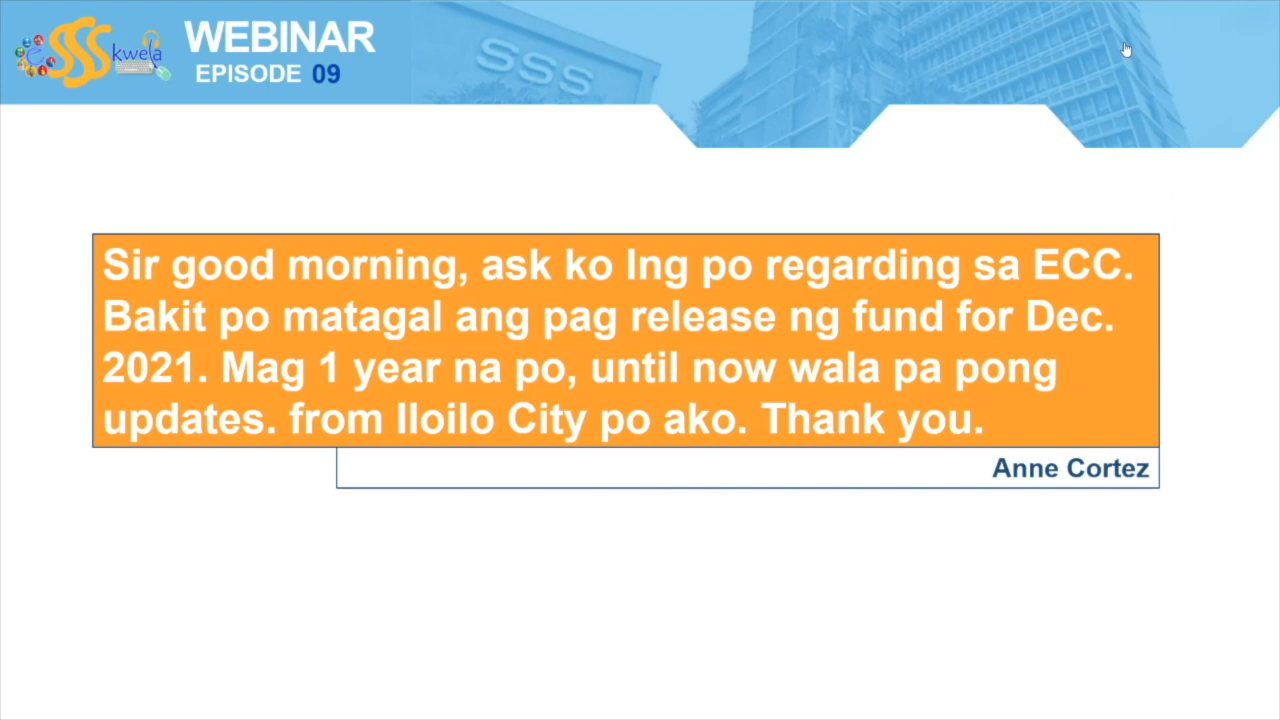 eSSSkwela
WEBINAR
EPISODE 09
SSS
Sir good morning, ask ko lng po regarding sa ECC.
Bakit po matagal ang pag release ng fund for Dec.
2021. Mag 1 year na po, until now wala pa pong
updates. from Iloilo City po ako. Thank you.
Anne Cortez